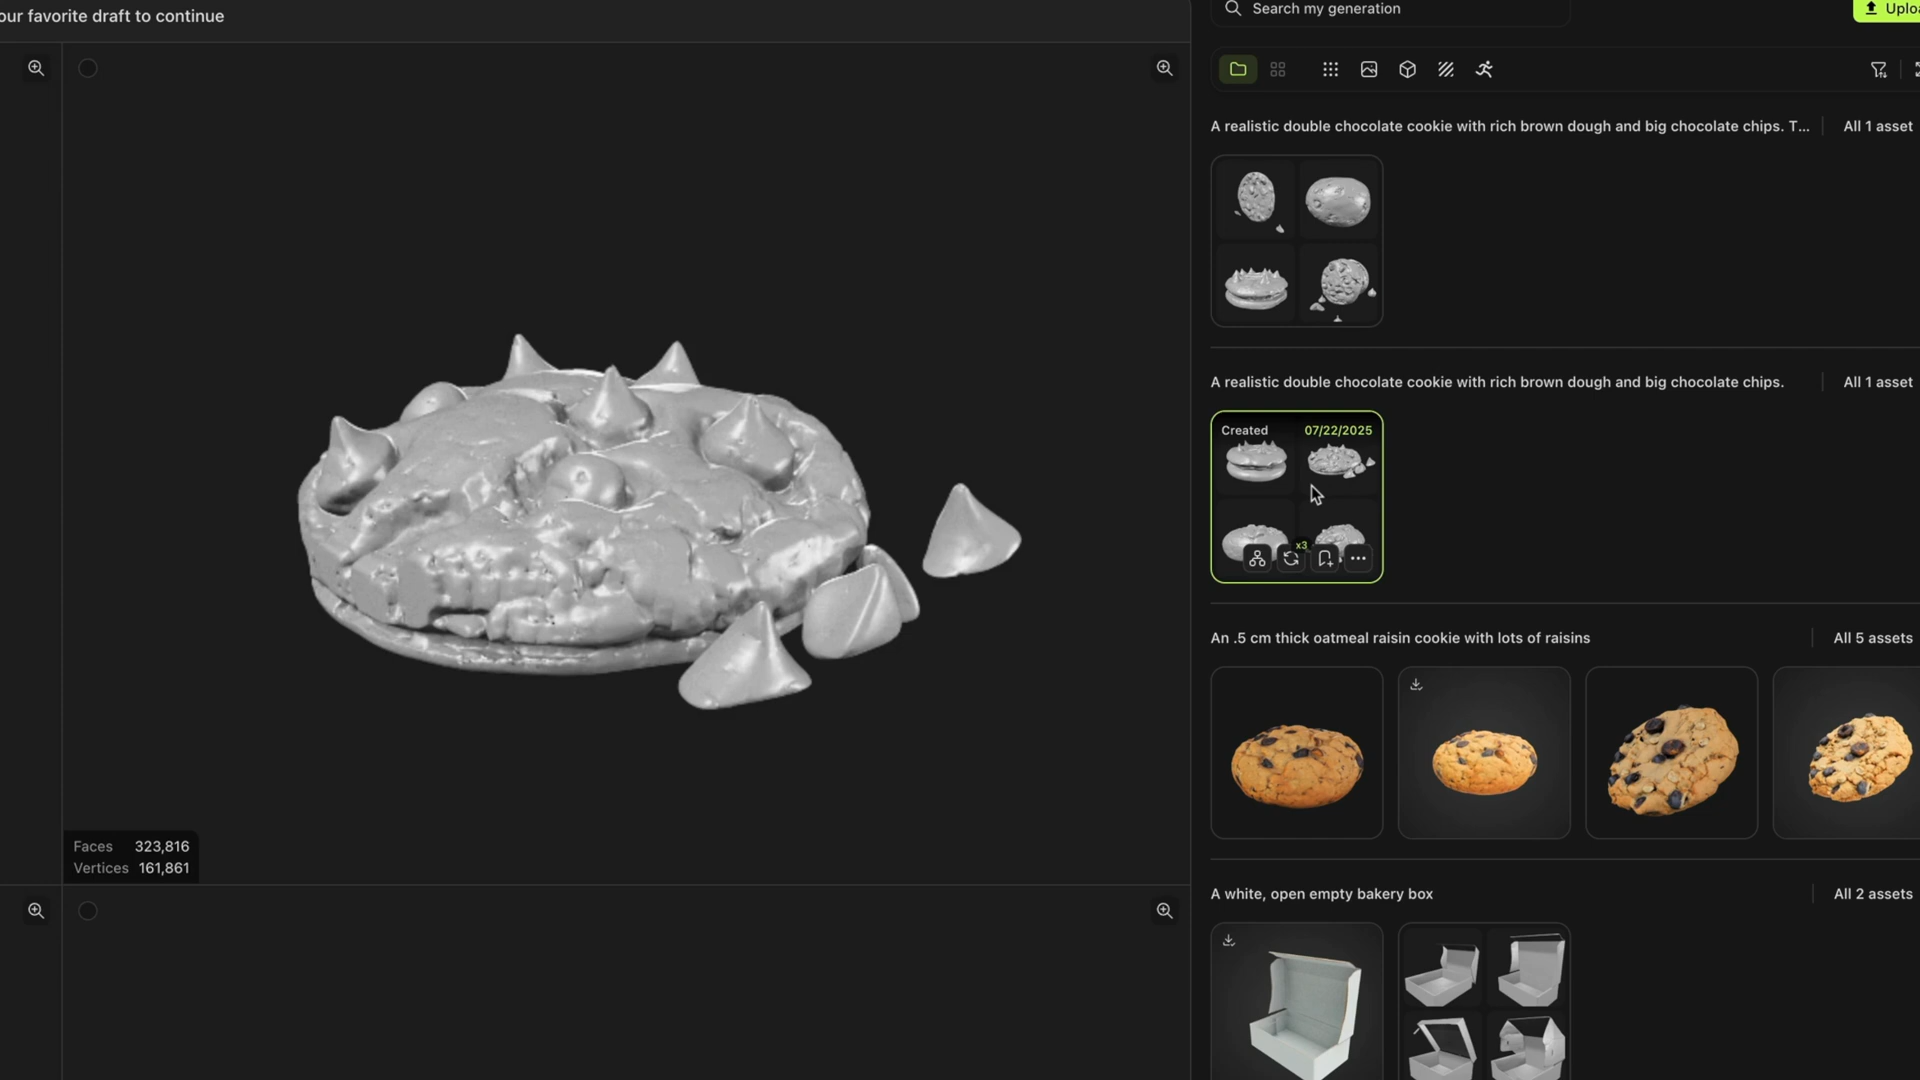 our favorite draft to continue
Search my generation
Uplo
A realistic double chocolate cookie with rich brown dough and big chocolate chips. T...
All 1 asset
A realistic double chocolate cookie with rich brown dough and big chocolate chips.
All 1 asset
Created 07/22/2025
x3
An .5 cm thick oatmeal raisin cookie with lots of raisins
All 5 assets
Faces 323,816
Vertices 161,861
A white, open empty bakery box
All 2 assets